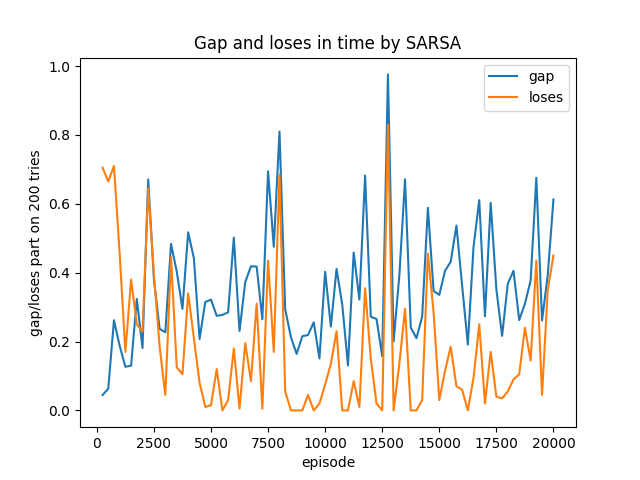 Gap and loses in time by SARSA
gap
loses
gap/loses part on 200 tries
1.0
0.8
0.6
0.4
0.2
0.0
0 2500 5000 7500 10000 12500 15000 17500 20000
episode